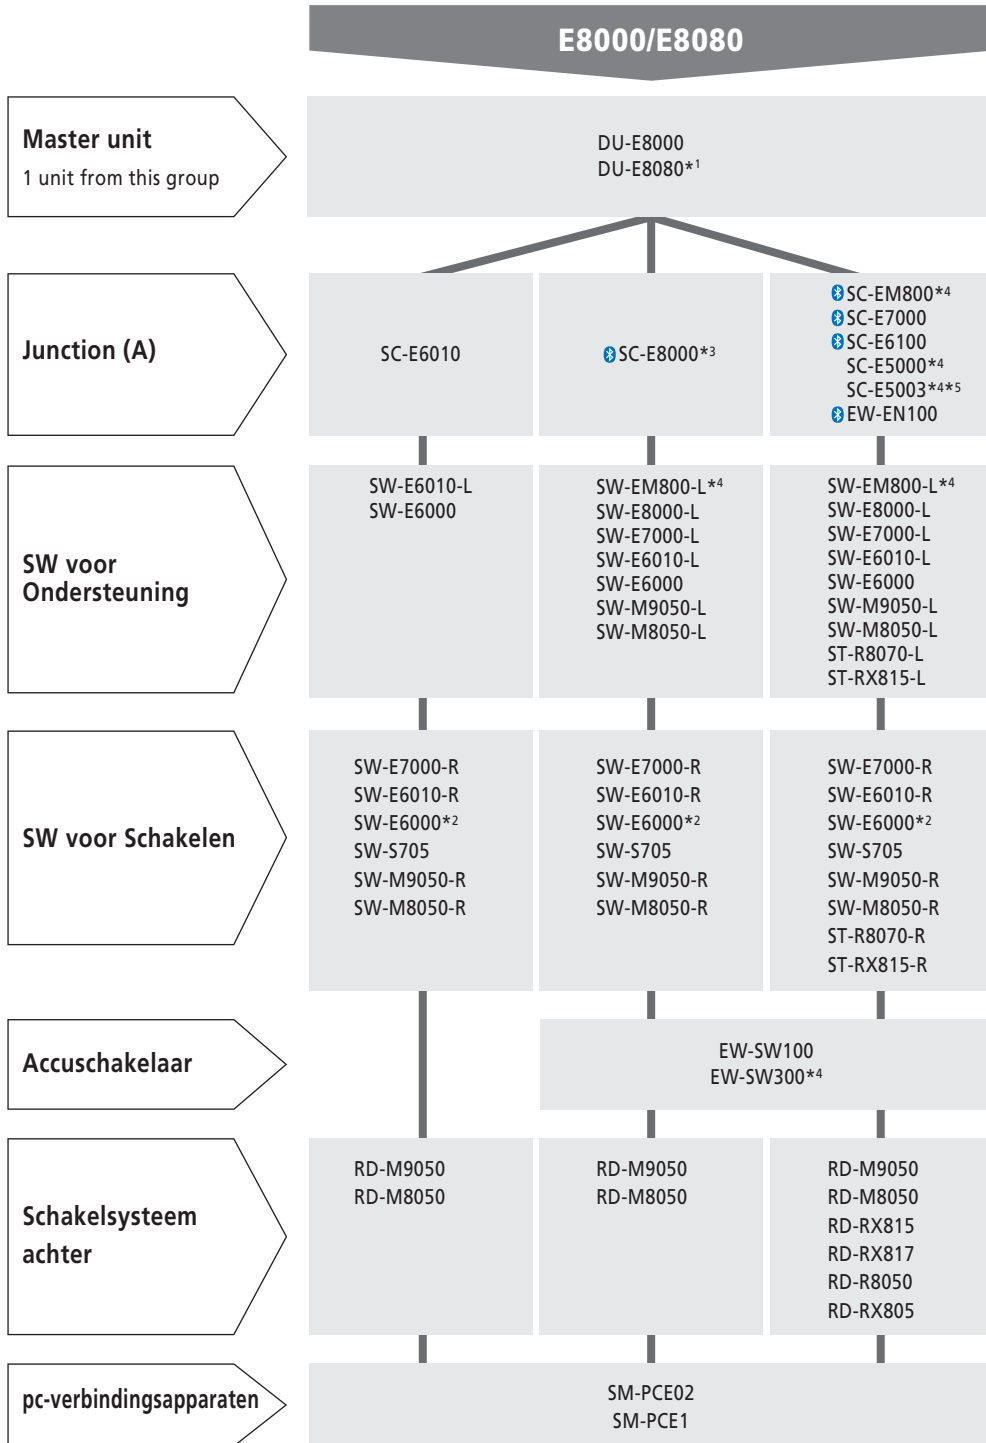 E8000/E8080
Master unit
1 unit from this group
DU-E8000
DU-E8080*1
Junction (A)
SC-E6010
SC-E8000*3
SC-EM800*4
SC-E7000
SC-E6100
SC-E5000*4
SC-E5003*4*5
EW-EN100
SW voor
Ondersteuning
SW-E6010-L
SW-E6000
SW-EM800-L*4
SW-E8000-L
SW-E7000-L
SW-E6010-L
SW-E6000
SW-M9050-L
SW-M8050-L
SW-EM800-L*4
SW-E8000-L
SW-E7000-L
SW-E6010-L
SW-E6000
SW-M9050-L
SW-M8050-L
ST-R8070-L
ST-RX815-L
SW voor Schakelen
SW-E7000-R
SW-E6010-R
SW-E6000*2
SW-S705
SW-M9050-R
SW-M8050-R
SW-E7000-R
SW-E6010-R
SW-E6000*2
SW-S705
SW-M9050-R
SW-M8050-R
SW-E7000-R
SW-E6010-R
SW-E6000*2
SW-S705
SW-M9050-R
SW-M8050-R
ST-R8070-R
ST-RX815-R
Accuschakelaar
EW-SW100
EW-SW300*4
Schakelsysteem
achter
RD-M9050
RD-M8050
RD-M9050
RD-M8050
RD-M9050
RD-M8050
RD-RX815
RD-RX817
RD-R8050
RD-RX805
pc-verbindingsapparaten
SM-PCE02
SM-PCE1